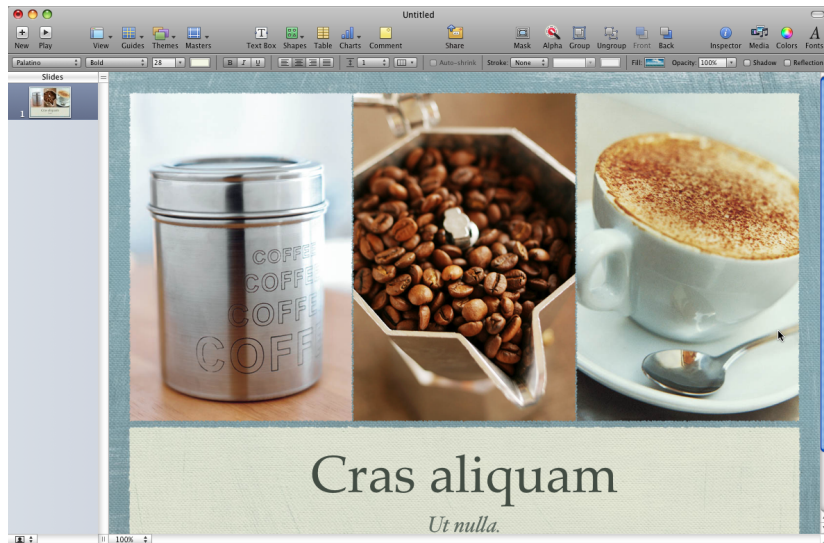 Untitled
New Play View Guides Themes Masters Text Box Shapes Table Charts Comment Share Mask Alpha Group Ungroup Front Back Inspector Media Colors Fonts
Palatino Bold 28 B I U 1 Auto-shrink Stroke: None Fill: Opacity: 100% Shadow Reflection
Slides
1
COFFEE
COFFE
COFFE
COFF
Cras aliquam
Ut nulla.
100%